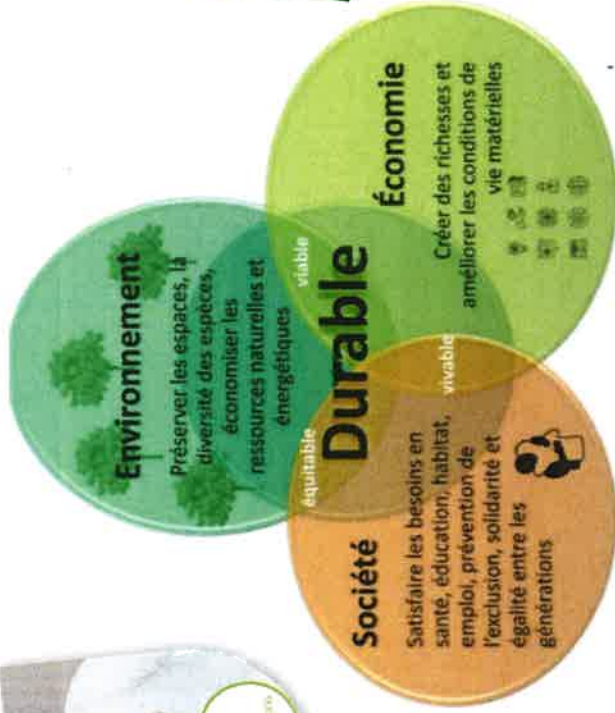 Environnement
Préserver les espaces, la
diversité des espèces,
économiser les
ressources naturelles et
énergétiques
équitable
viable
Durable
vivable
Société
Satisfaire les besoins en
santé, éducation, habitat,
emploi, prévention de
l'exclusion, solidarité et
égalité entre les
générations
Économie
Créer des richesses et
améliorer les conditions de
vie matérielles